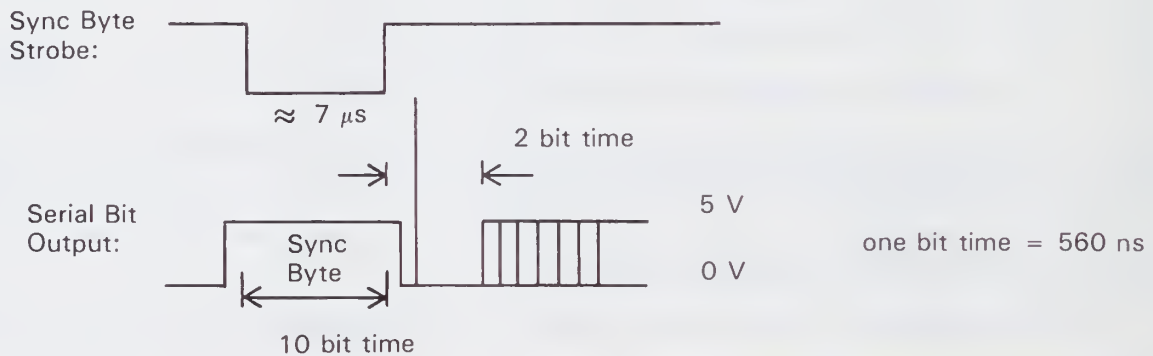 Sync Byte
Strobe:
≈ 7 μs
2 bit time
Serial Bit
Output:
Sync
Byte
5 V
0 V
one bit time = 560 ns
10 bit time